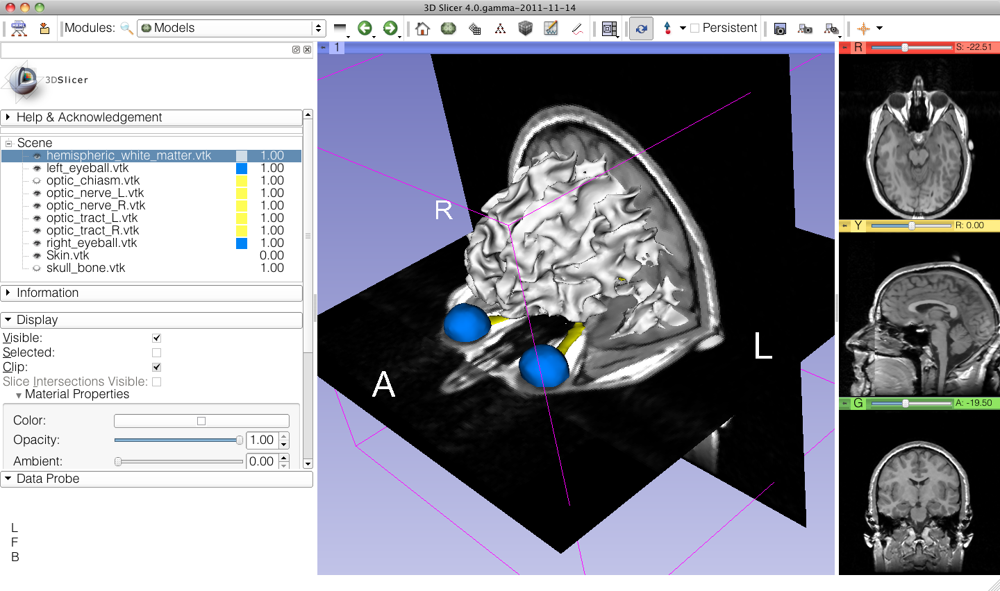 3D Slicer 4.0.gamma-2011-11-14
Modules: Models Persistent
3DSlicer
Help & Acknowledgement
Scene
hemispheric_white_matter.vtk 1.00
left_eyeball.vtk 1.00
optic_chiasm.vtk 1.00
optic_nerve_L.vtk 1.00
optic_nerve_R.vtk 1.00
optic_tract_L.vtk 1.00
optic_tract_R.vtk 1.00
right_eyeball.vtk 1.00
Skin.vtk 0.00
skull_bone.vtk 1.00
Information
Display
Visible:
Selected:
Clip:
Slice Intersections Visible:
Material Properties
Color:
Opacity: 1.00
Ambient: 0.00
Data Probe
L
F
B
1
R
A
L
R S: -22.51
Y R: 0.00
G A: -19.50